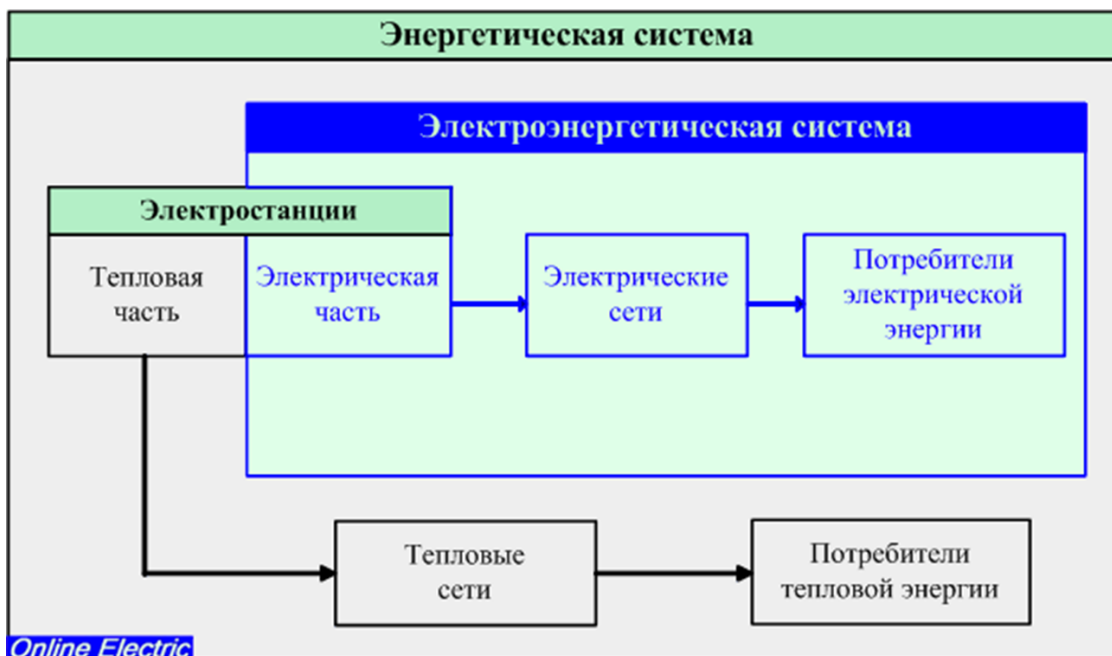 Энергетическая система
Электроэнергетическая система
Электростанции
Тепловая
часть
Электрическая
часть
Электрические
сети
Потребители
электрической
энергии
Тепловые
сети
Потребители
тепловой энергии
Online Electric